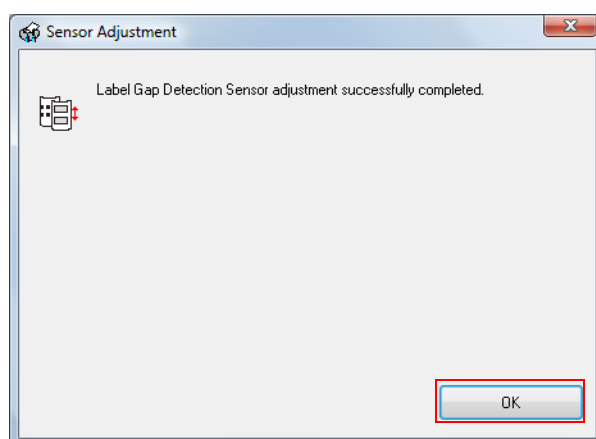 Sensor Adjustment
Label Gap Detection Sensor adjustment successfully completed.
OK